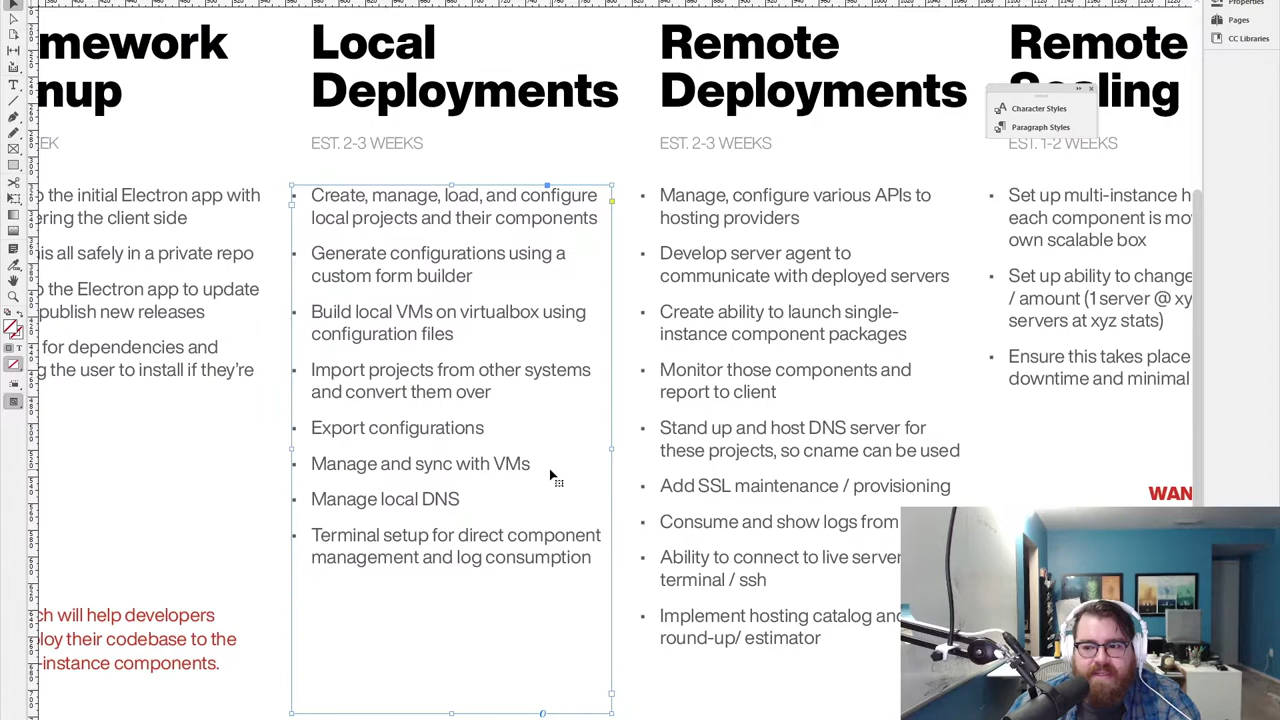 Properties
Pages
CC Libraries
Character Styles
Paragraph Styles
mework
nup
EEK
o the initial Electron app with
ering the client side
is all safely in a private repo
o the Electron app to update
publish new releases
for dependencies and
g the user to install if they're
ch will help developers
loy their codebase to the
-instance components.
Local
Deployments
EST. 2-3 WEEKS
▪ Create, manage, load, and configure
local projects and their components
▪ Generate configurations using a
custom form builder
▪ Build local VMs on virtualbox using
configuration files
▪ Import projects from other systems
and convert them over
▪ Export configurations
▪ Manage and sync with VMs
▪ Manage local DNS
▪ Terminal setup for direct component
management and log consumption
Remote
Deployments
EST. 2-3 WEEKS
▪ Manage, configure various APIs to
hosting providers
▪ Develop server agent to
communicate with deployed servers
▪ Create ability to launch single-
instance component packages
▪ Monitor those components and
report to client
▪ Stand up and host DNS server for
these projects, so cname can be used
▪ Add SSL maintenance / provisioning
▪ Consume and show logs from
▪ Ability to connect to live server
terminal / ssh
▪ Implement hosting catalog and
round-up/ estimator
Remote
Scaling
EST. 1-2 WEEKS
▪ Set up multi-instance h
each component is mov
own scalable box
▪ Set up ability to change
/ amount (1 server @ xy
servers at xyz stats)
▪ Ensure this takes place
downtime and minimal
WAN